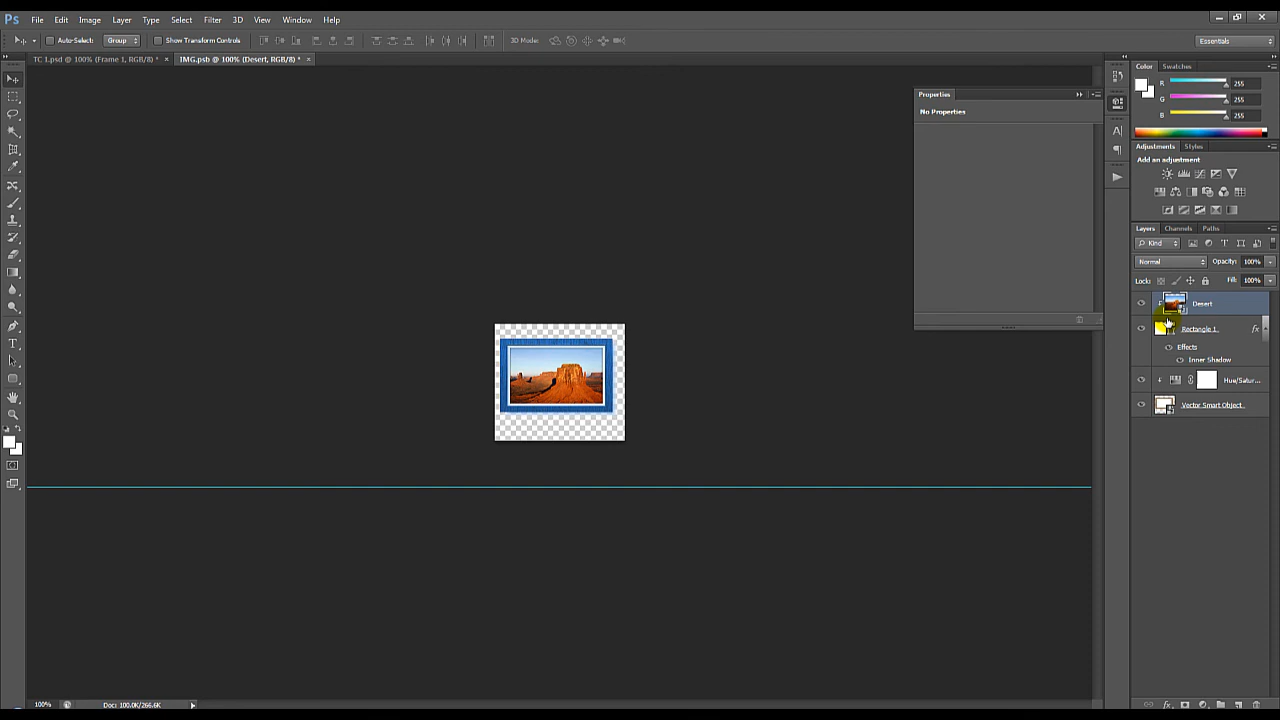 Ps File Edit Image Layer Type Select Filter 3D View Window Help
Auto-Select: Group Show Transform Controls 3D Mode: Essentials
TC 1.psd @ 100% (Frame 1, RGB/8) * × IMG.psb @ 100% (Desert, RGB/8) * ×
Color Swatches
R 255
G 255
B 255
Properties
No Properties
Adjustments Styles
Add an adjustment
Layers Channels Paths
Kind
Normal Opacity: 100%
Lock: Fill: 100%
Desert
Rectangle 1 fx
Effects
Inner Shadow
Hue/Satur...
Vector Smart Object
100% Doc: 100.0K/266.6K